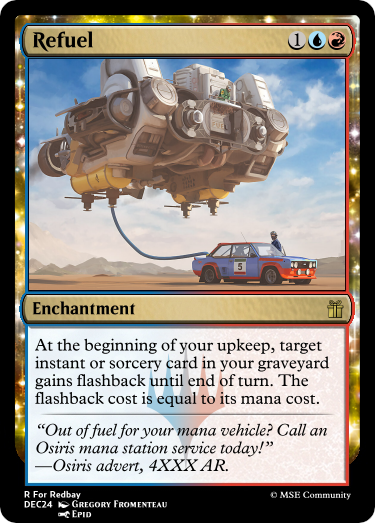 Refuel 1
5
Enchantment
At the beginning of your upkeep, target
instant or sorcery card in your graveyard
gains flashback until end of turn. The
flashback cost is equal to its mana cost.
“Out of fuel for your mana vehicle? Call an
Osiris mana station service today!”
—Osiris advert, 4XXX AR.
R For Redbay
DEC24 Gregory Fromenteau
Epid
© MSE Community